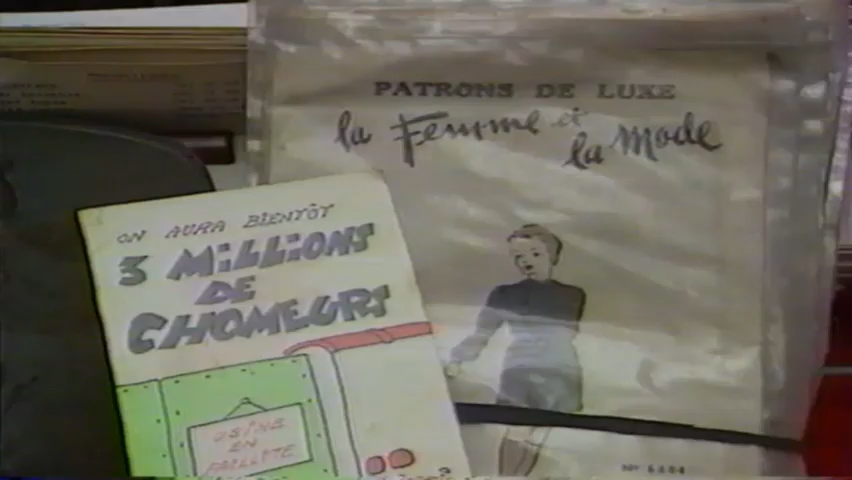 PATRONS DE LUXE
la Femme et
la Mode
ON AURA BIENTÔT
3 MILLIONS
DE
CHOMEURS
USINE
EN
FAILLITE